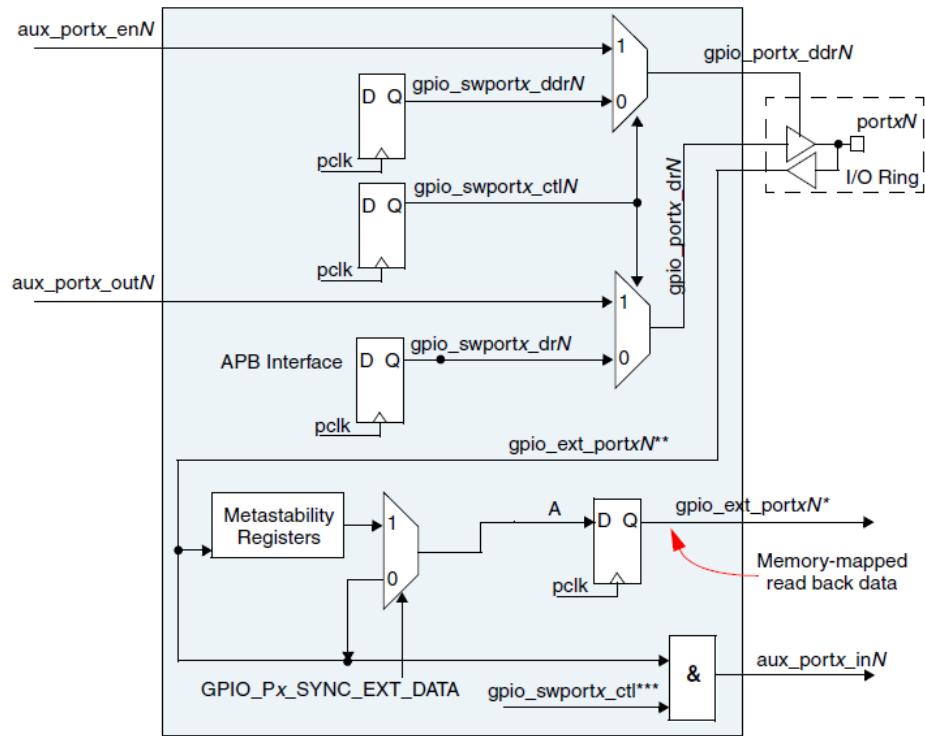 aux_portx_enN
1
0
gpio_portx_ddrN
D Q
gpio_swportx_ddrN
pclk
portxN
I/O Ring
D Q
gpio_swportx_ctlN
pclk
gpio_portx_drN
aux_portx_outN
1
0
APB Interface
D Q
gpio_swportx_drN
pclk
gpio_ext_portxN**
Metastability
Registers
1
0
A
D Q
pclk
gpio_ext_portxN*
Memory-mapped
read back data
GPIO_Px_SYNC_EXT_DATA
gpio_swportx_ctl***
&
aux_portx_inN